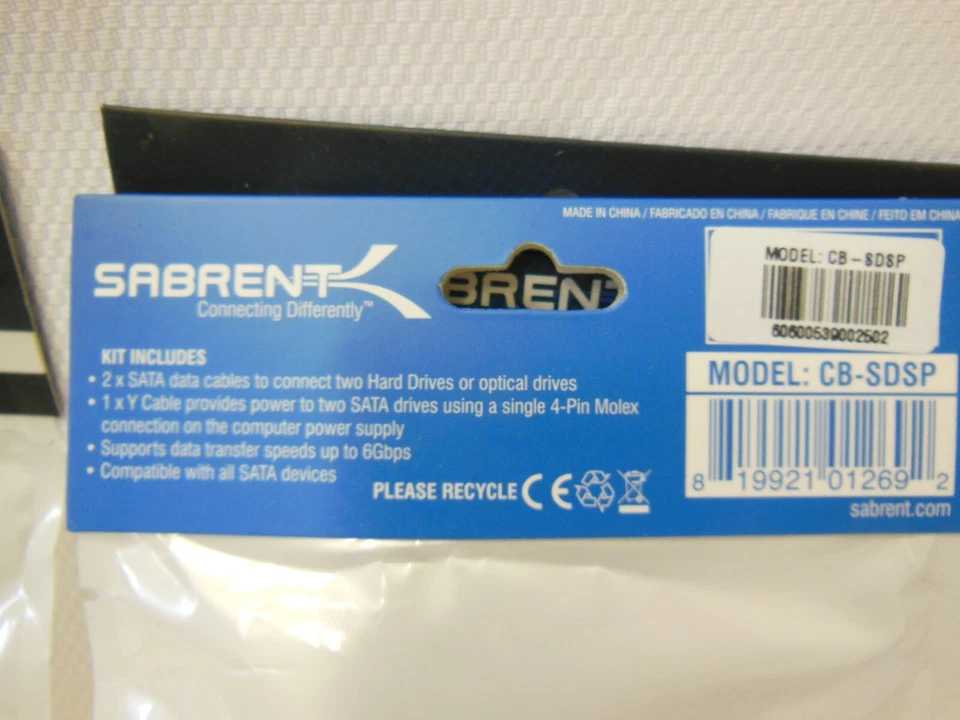 MADE IN CHINA / FABRICADO EN CHINA / FABRIQUE EN CHINE / FEITO EM CHINA
SABRENT
Connecting Differently™
BRENT
MODEL: CB-SDSP
60600539002502
KIT INCLUDES
• 2 x SATA data cables to connect two Hard Drives or optical drives
• 1 x Y Cable provides power to two SATA drives using a single 4-Pin Molex
connection on the computer power supply
• Supports data transfer speeds up to 6Gbps
• Compatible with all SATA devices
PLEASE RECYCLE CE
MODEL: CB-SDSP
8 19921 01269 2
sabrent.com